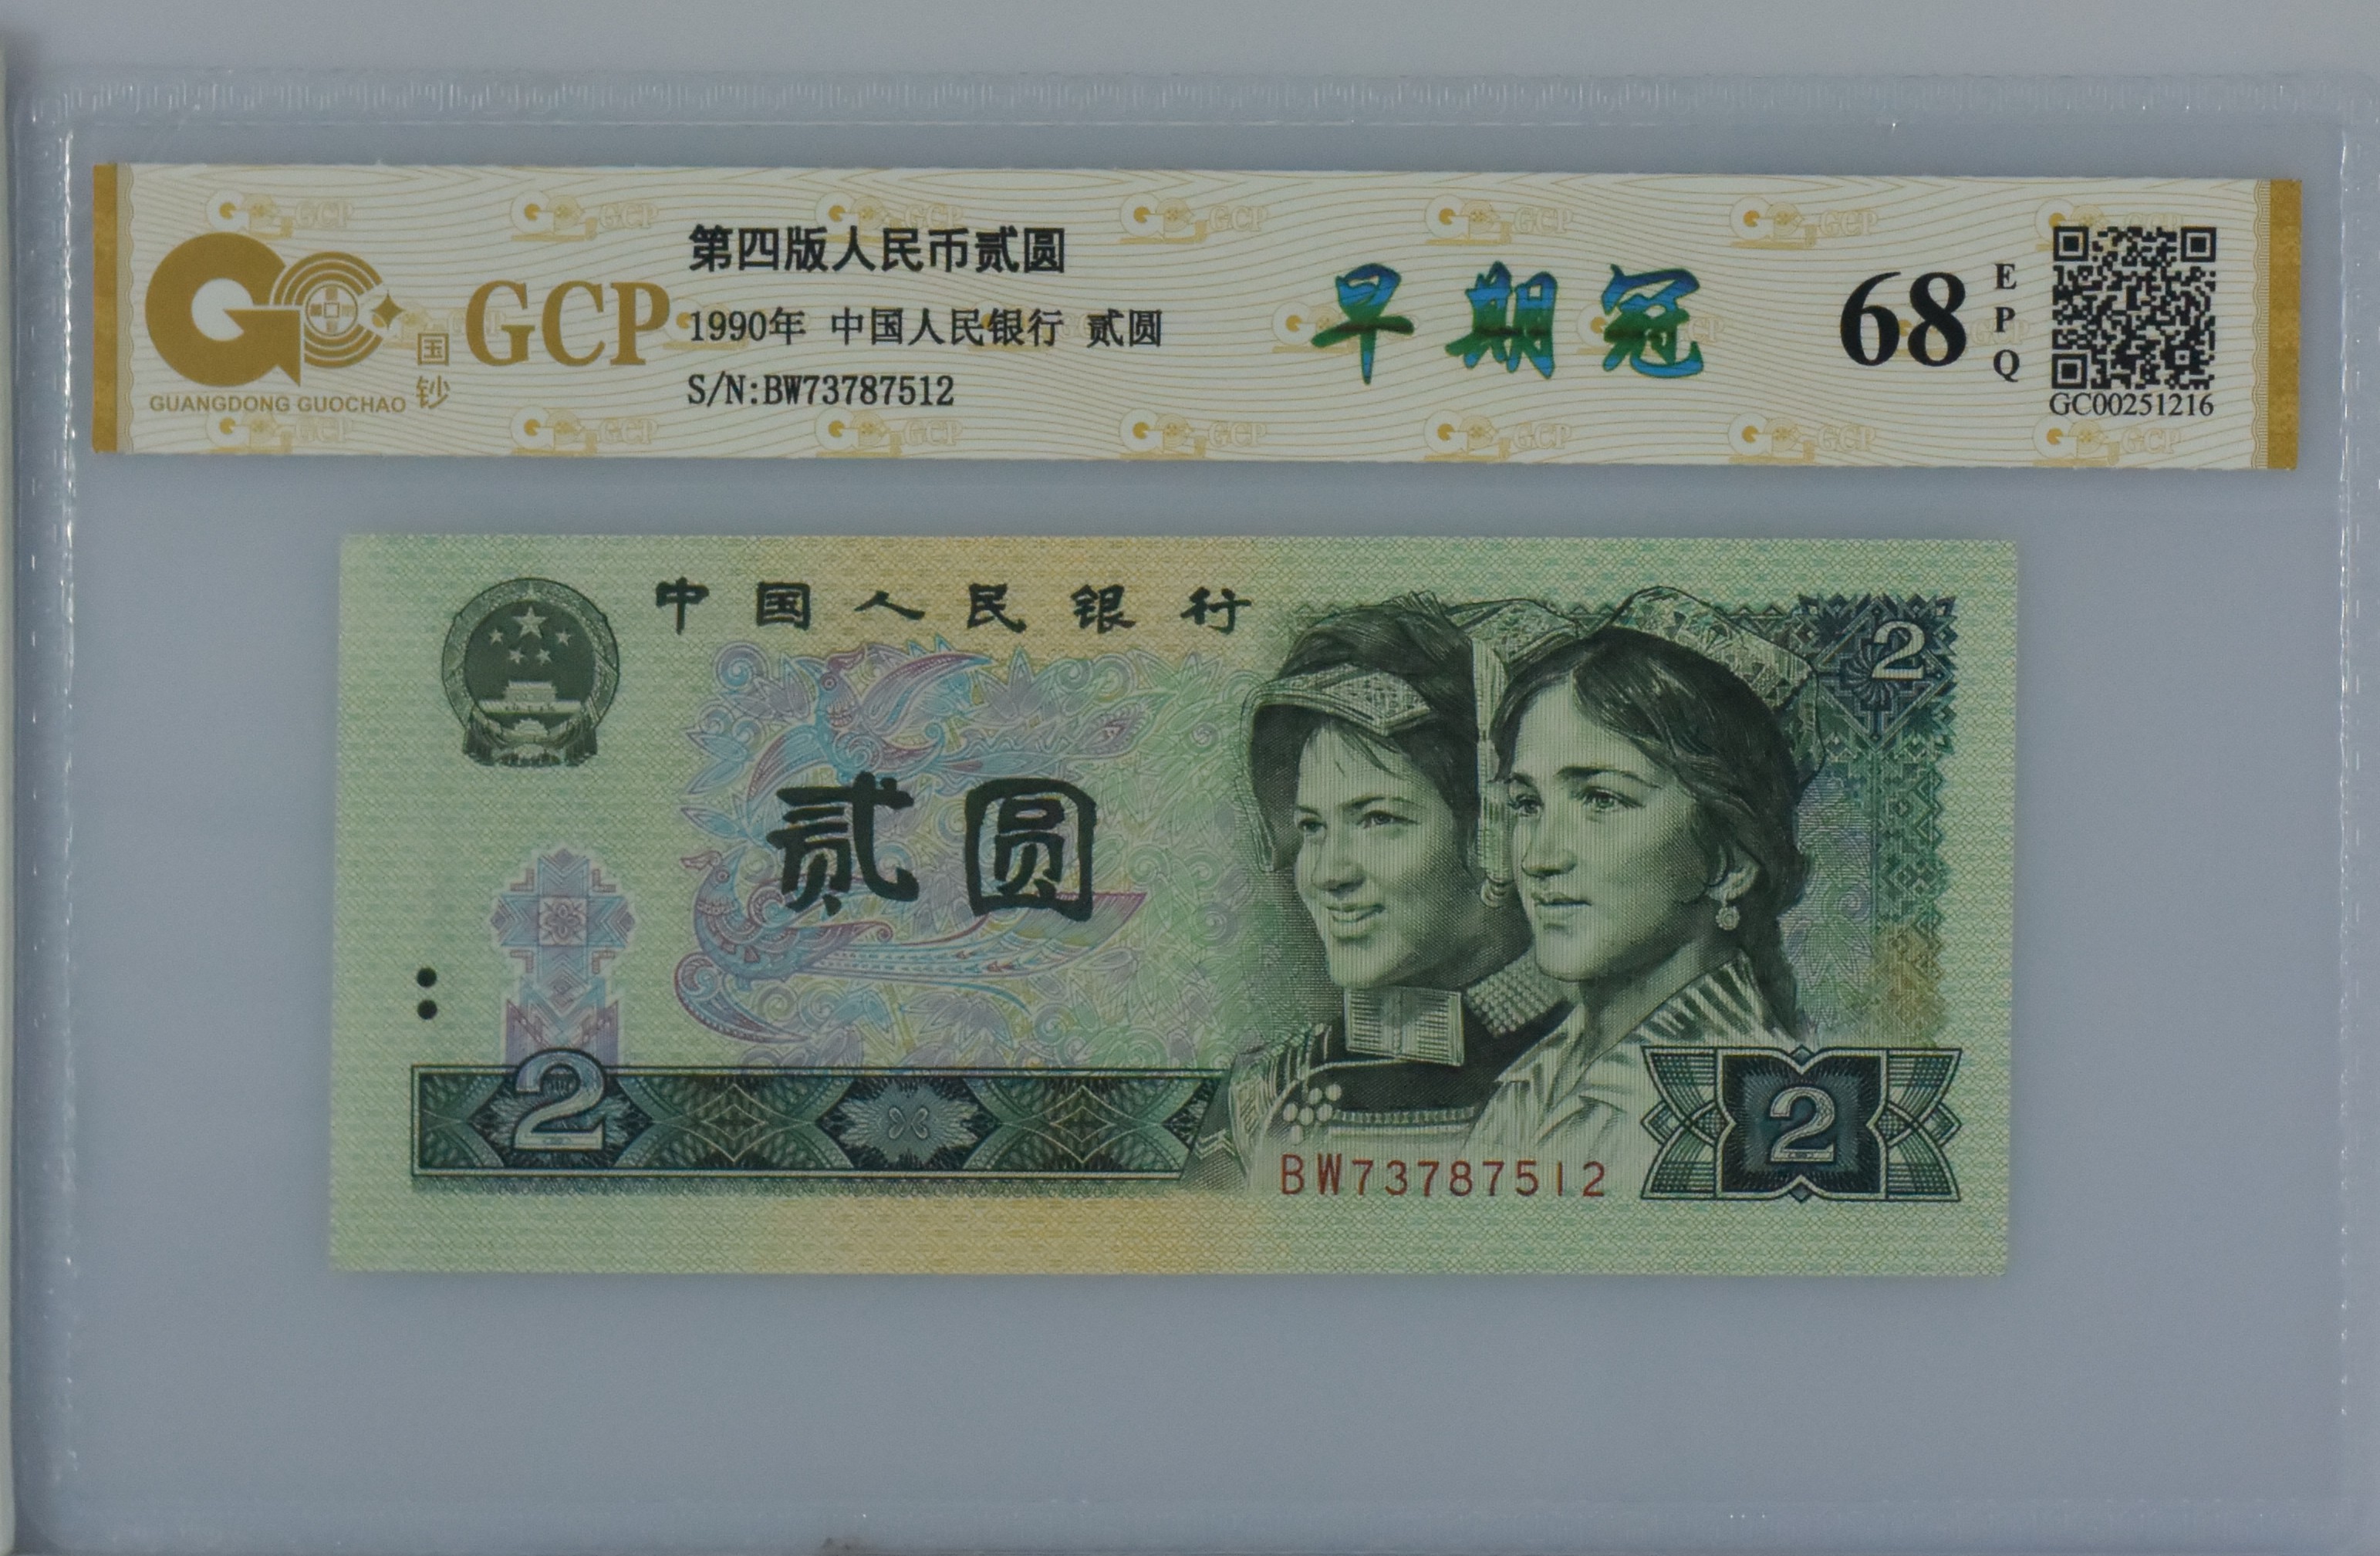 GUANGDONG GUOCHAO
国钞
GCP
第四版人民币贰圆
1990年 中国人民银行 贰圆
S/N:BW73787512
早期冠
68
EPQ
GC00251216
中国人民银行
2
贰圆
2
BW73787512
2